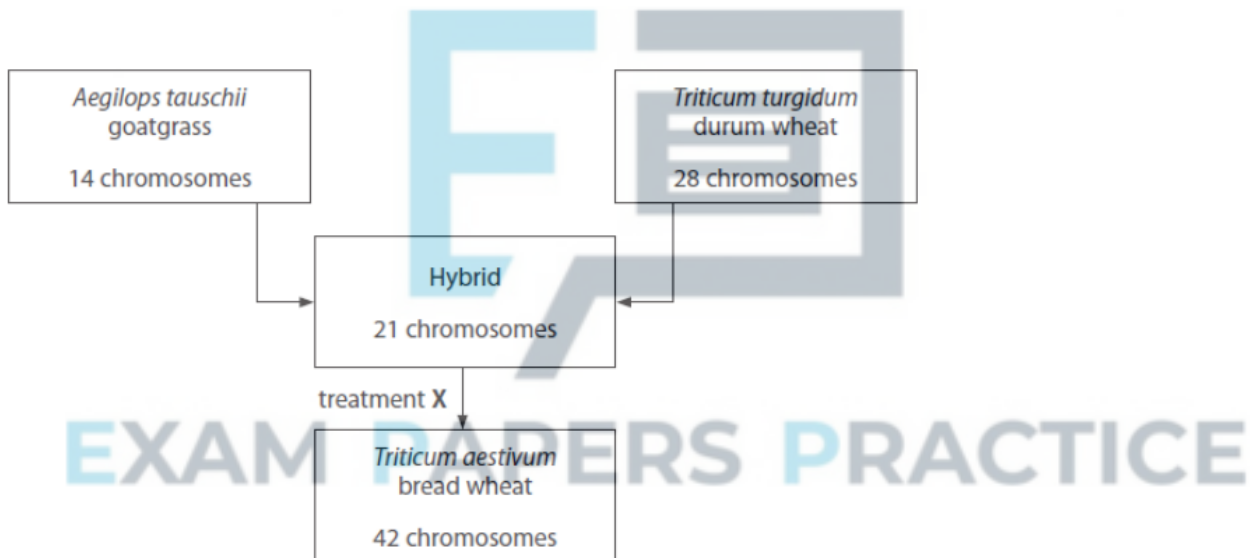 Aegilops tauschii
goatgrass
14 chromosomes
Triticum turgidum
durum wheat
28 chromosomes
Hybrid
21 chromosomes
treatment X
Triticum aestivum
bread wheat
42 chromosomes
EXAM PAPERS PRACTICE